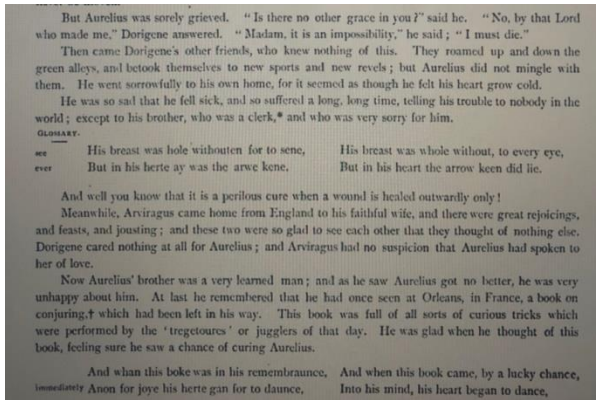 But Aurelius was sorely grieved. "Is there no other grace in you?" said he. "No, by that Lord
who made me," Dorigene answered. "Madam, it is an impossibility," he said; "I must die."
Then came Dorigene's other friends, who knew nothing of this. They roamed up and down the
green alleys, and betook themselves to new sports and new revels; but Aurelius did not mingle with
them. He went sorrowfully to his own home, for it seemed as though he felt his heart grow cold.
He was so sad that he fell sick, and so suffered a long, long time, telling his trouble to nobody in the
world; except to his brother, who was a clerk,* and who was very sorry for him.
GLOSSARY.
see His breast was hole withouten for to sene, His breast was whole without, to every eye,
ever But in his herte ay was the arwe kene. But in his heart the arrow keen did lie.
And well you know that it is a perilous cure when a wound is healed outwardly only!
Meanwhile, Arviragus came home from England to his faithful wife, and there were great rejoicings,
and feasts, and jousting; and these two were so glad to see each other that they thought of nothing else.
Dorigene cared nothing at all for Aurelius; and Arviragus had no suspicion that Aurelius had spoken to
her of love.
Now Aurelius' brother was a very learned man; and as he saw Aurelius got no better, he was very
unhappy about him. At last he remembered that he had once seen at Orleans, in France, a book on
conjuring,† which had been left in his way. This book was full of all sorts of curious tricks which
were performed by the 'tregetoures' or jugglers of that day. He was glad when he thought of this
book, feeling sure he saw a chance of curing Aurelius.
And whan this boke was in his remembraunce, And when this book came, by a lucky chance,
immediately Anon for joye his herte gan for to daunce, Into his mind, his heart began to dance,